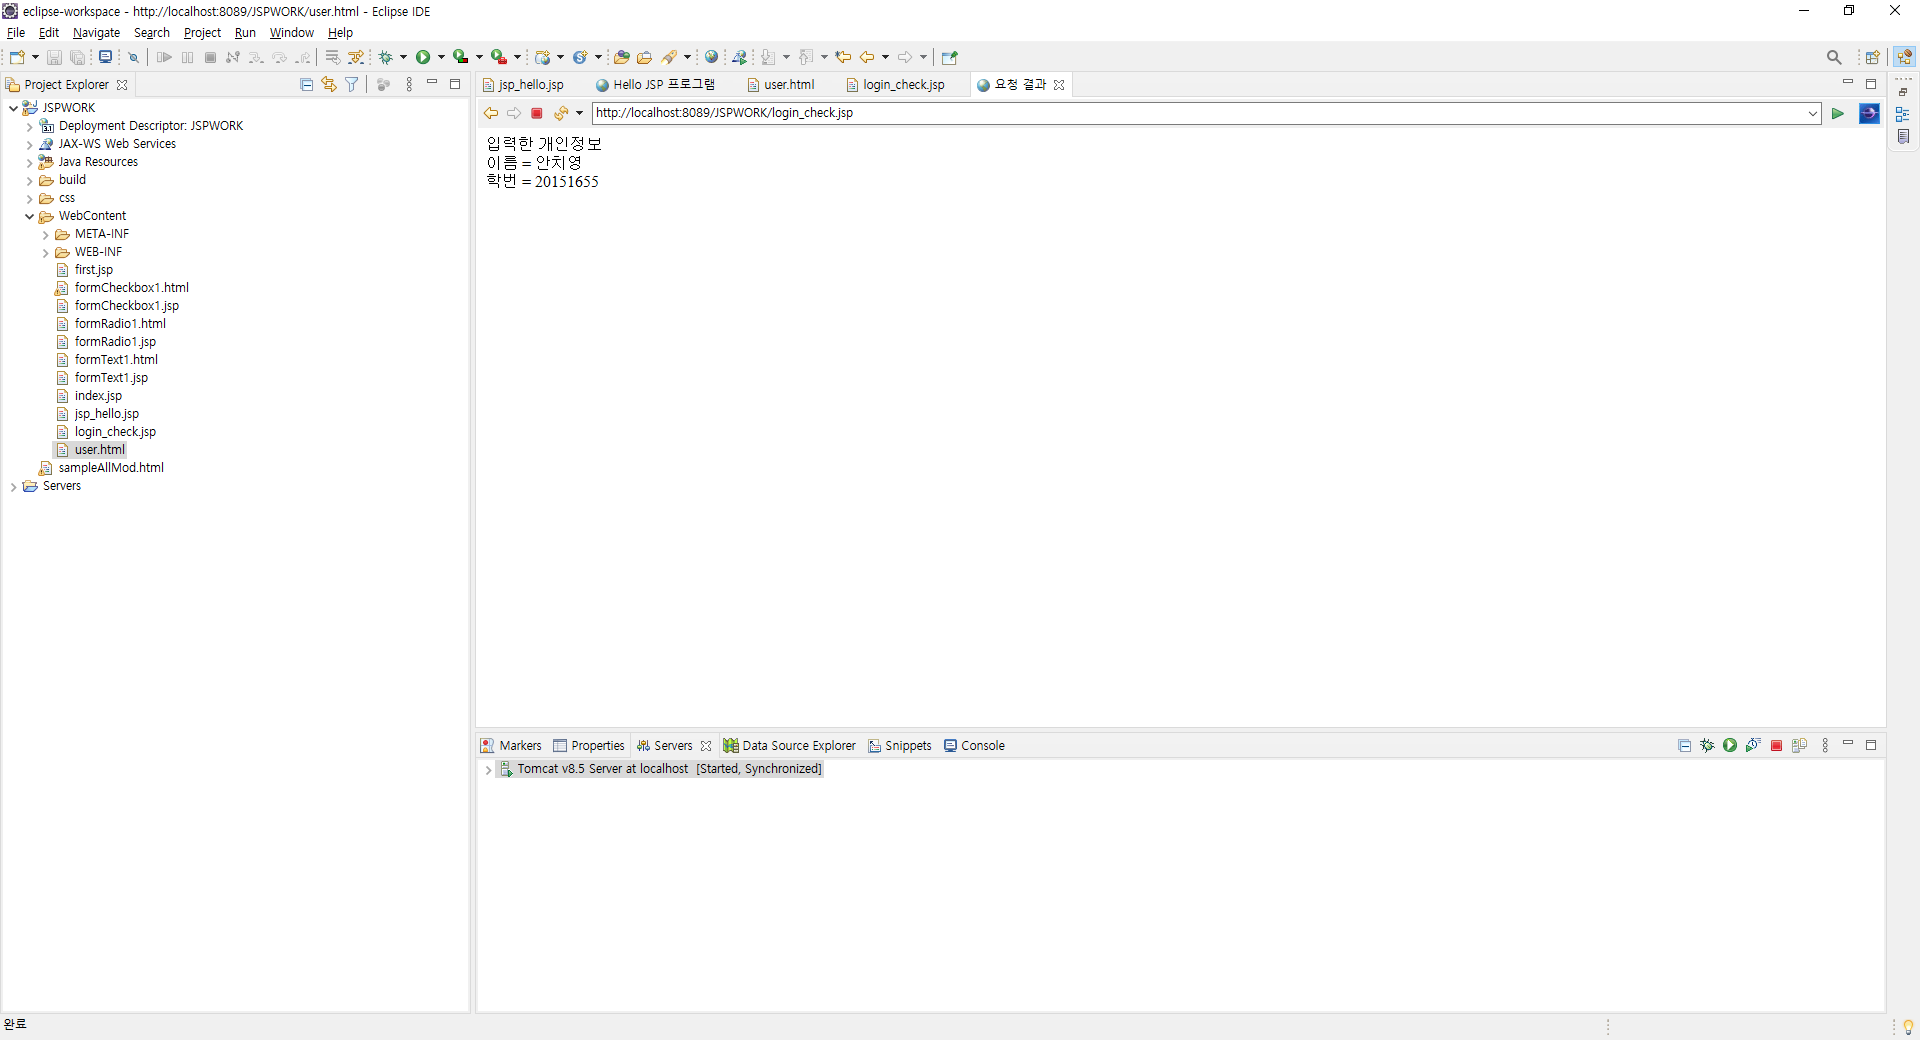 eclipse-workspace - http://localhost:8089/JSPWORK/user.html - Eclipse IDE
File Edit Navigate Search Project Run Window Help
Project Explorer
JSPWORK
Deployment Descriptor: JSPWORK
JAX-WS Web Services
Java Resources
build
css
WebContent
META-INF
WEB-INF
first.jsp
formCheckbox1.html
formCheckbox1.jsp
formRadio1.html
formRadio1.jsp
formText1.html
formText1.jsp
index.jsp
jsp_hello.jsp
login_check.jsp
user.html
sampleAllMod.html
Servers
jsp_hello.jsp Hello JSP 프로그램 user.html login_check.jsp 요청 결과
http://localhost:8089/JSPWORK/login_check.jsp
입력한 개인정보
이름 = 안치영
학번 = 20151655
Markers Properties Servers Data Source Explorer Snippets Console
Tomcat v8.5 Server at localhost [Started, Synchronized]
완료